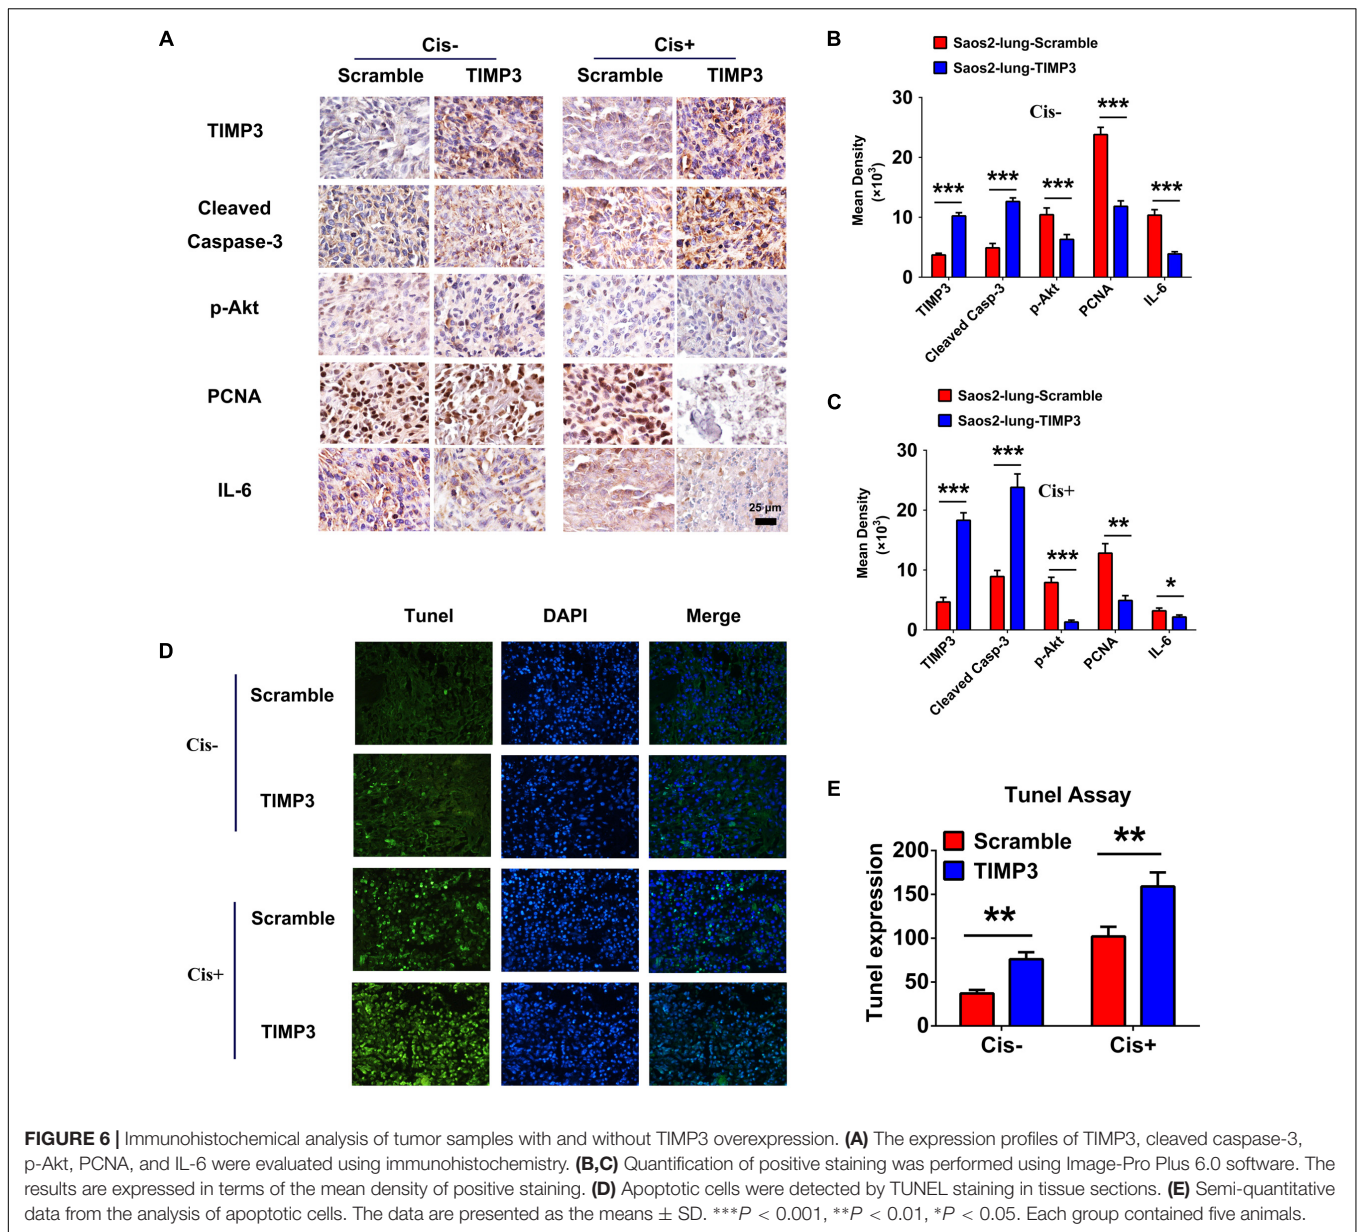 A
Cis-
Cis+
Scramble
TIMP3
Scramble
TIMP3
TIMP3
Cleaved
Caspase-3
p-Akt
PCNA
IL-6
25 μm
B
Saos2-lung-Scramble
Saos2-lung-TIMP3
Cis-
Mean Density
(×10³)
30
20
10
0
***
***
***
***
***
TIMP3
Cleaved Casp-3
p-Akt
PCNA
IL-6
C
Saos2-lung-Scramble
Saos2-lung-TIMP3
Cis+
Mean Density
(×10³)
30
20
10
0
***
***
***
**
*
TIMP3
Cleaved Casp-3
p-Akt
PCNA
IL-6
D
Tunel
DAPI
Merge
Cis-
Scramble
TIMP3
Cis+
Scramble
TIMP3
E
Tunel Assay
Scramble
TIMP3
Tunel expression
200
150
100
50
0
**
**
Cis-
Cis+
FIGURE 6 | Immunohistochemical analysis of tumor samples with and without TIMP3 overexpression. (A) The expression profiles of TIMP3, cleaved caspase-3,
p-Akt, PCNA, and IL-6 were evaluated using immunohistochemistry. (B,C) Quantification of positive staining was performed using Image-Pro Plus 6.0 software. The
results are expressed in terms of the mean density of positive staining. (D) Apoptotic cells were detected by TUNEL staining in tissue sections. (E) Semi-quantitative
data from the analysis of apoptotic cells. The data are presented as the means ± SD. ***P < 0.001, **P < 0.01, *P < 0.05. Each group contained five animals.